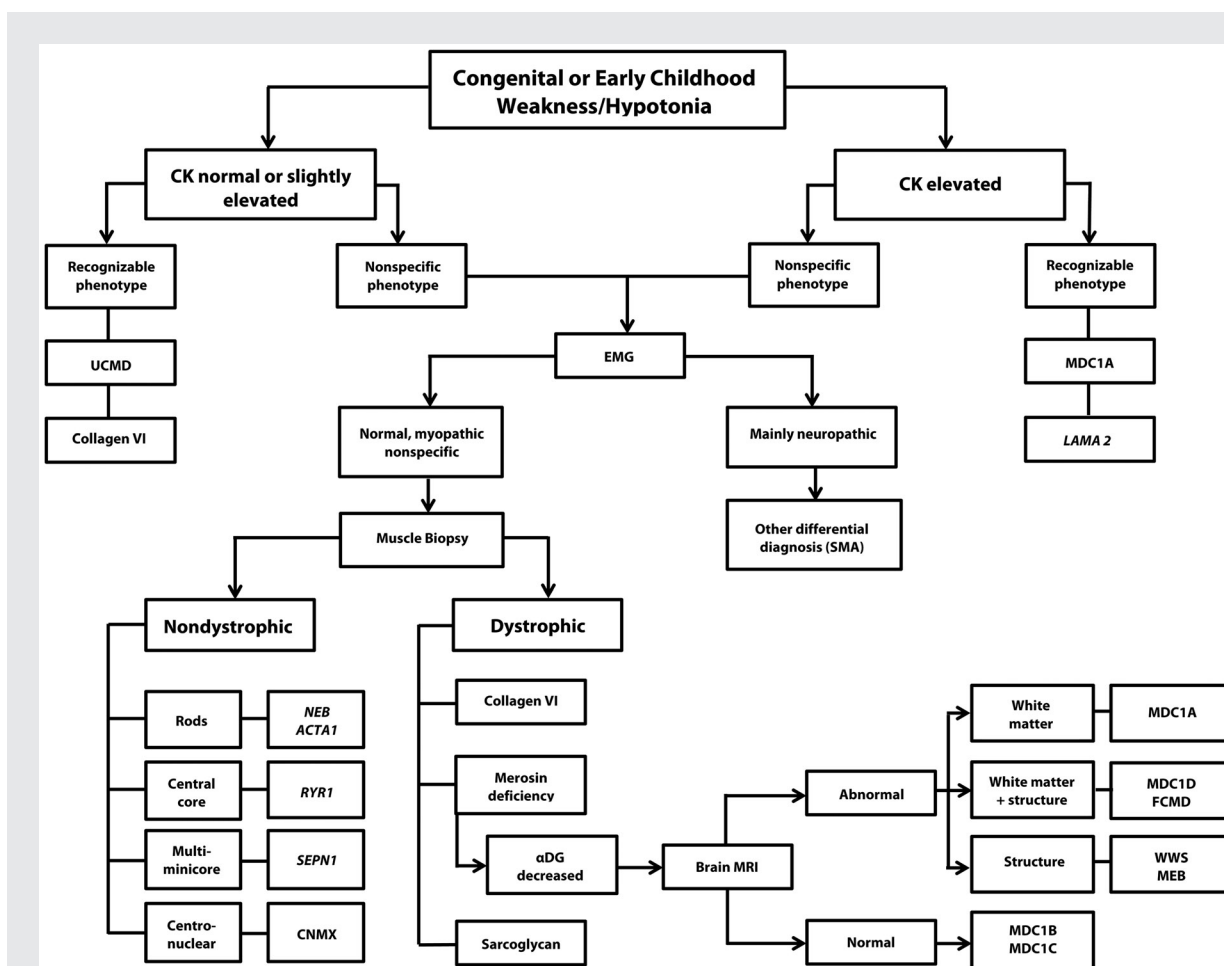 Congenital or Early Childhood
Weakness/Hypotonia
CK normal or slightly
elevated
CK elevated
Recognizable
phenotype
Nonspecific
phenotype
Nonspecific
phenotype
Recognizable
phenotype
UCMD
EMG
MDC1A
Collagen VI
Normal, myopathic
nonspecific
Mainly neuropathic
LAMA 2
Muscle Biopsy
Other differential
diagnosis (SMA)
Nondystrophic
Dystrophic
Rods
NEB
ACTA1
Collagen VI
White
matter
MDC1A
Central
core
RYR1
Merosin
deficiency
Abnormal
White matter
+ structure
MDC1D
FCMD
Multi-
minicore
SEPN1
αDG
decreased
Brain MRI
Structure
WWS
MEB
Centro-
nuclear
CNMX
Sarcoglycan
Normal
MDC1B
MDC1C